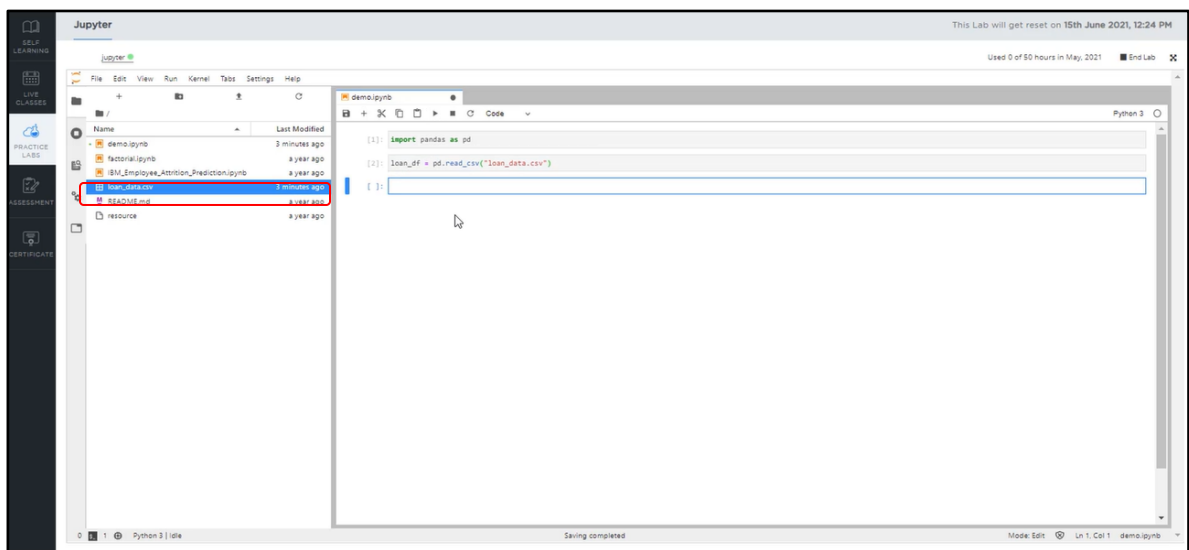 Jupyter
This Lab will get reset on 15th June 2021, 12:24 PM
SELF
LEARNING
LIVE
CLASSES
PRACTICE
LABS
ASSESSMENT
CERTIFICATE
jupyter
Used 0 of 50 hours in May, 2021 End Lab
File Edit View Run Kernel Tabs Settings Help
/
Name Last Modified
demo.ipynb 3 minutes ago
factorial.ipynb a year ago
IBM_Employee_Attrition_Prediction.ipynb a year ago
loan_data.csv 3 minutes ago
README.md a year ago
resource a year ago
demo.ipynb
Code Python 3
[1]: import pandas as pd
[2]: loan_df = pd.read_csv("loan_data.csv")
[ ]:
0 1 Python 3 | Idle Saving completed Mode: Edit Ln 1, Col 1 demo.ipynb